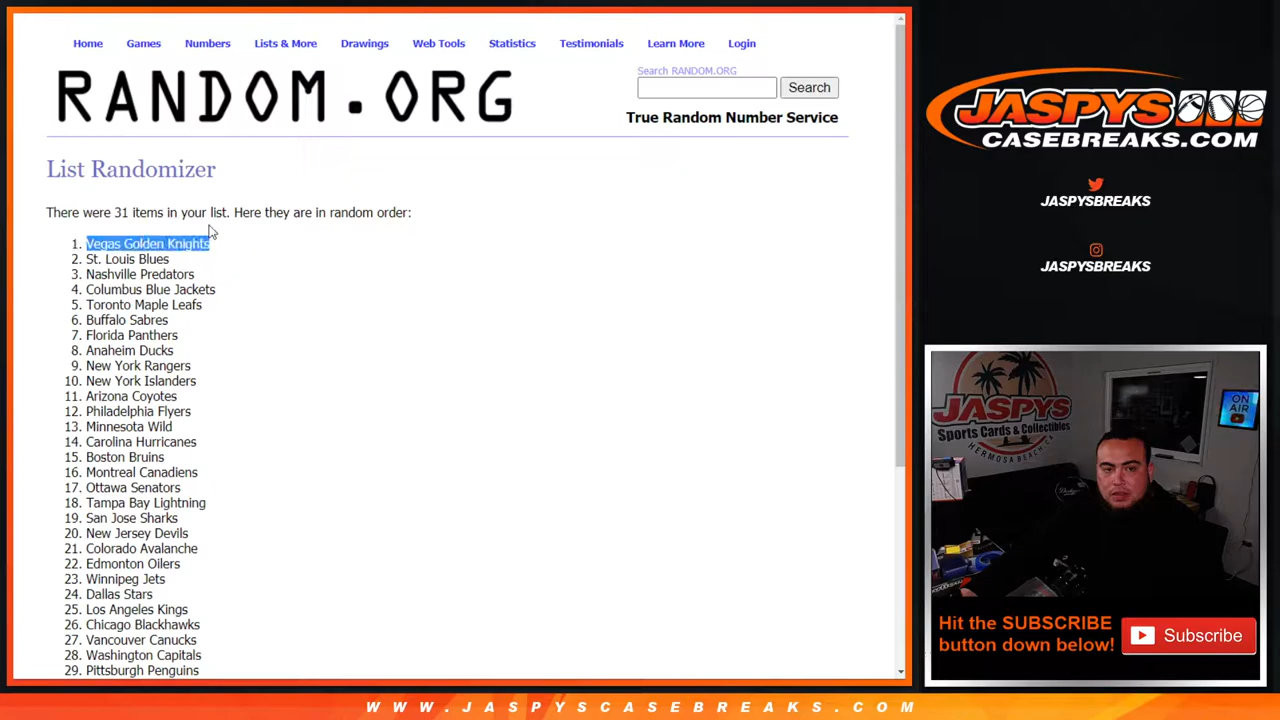 Home Games Numbers Lists & More Drawings Web Tools Statistics Testimonials Learn More Login
RANDOM.ORG
Search RANDOM.ORG
Search
True Random Number Service
List Randomizer
There were 31 items in your list. Here they are in random order:
1. Vegas Golden Knights
2. St. Louis Blues
3. Nashville Predators
4. Columbus Blue Jackets
5. Toronto Maple Leafs
6. Buffalo Sabres
7. Florida Panthers
8. Anaheim Ducks
9. New York Rangers
10. New York Islanders
11. Arizona Coyotes
12. Philadelphia Flyers
13. Minnesota Wild
14. Carolina Hurricanes
15. Boston Bruins
16. Montreal Canadiens
17. Ottawa Senators
18. Tampa Bay Lightning
19. San Jose Sharks
20. New Jersey Devils
21. Colorado Avalanche
22. Edmonton Oilers
23. Winnipeg Jets
24. Dallas Stars
25. Los Angeles Kings
26. Chicago Blackhawks
27. Vancouver Canucks
28. Washington Capitals
29. Pittsburgh Penguins
JASPYS
CASEBREAKS.COM
JASPYSBREAKS
JASPYSBREAKS
JASPYS
Sports Cards & Collectibles
HERMOSA BEACH, CA
ON AIR
Hit the SUBSCRIBE
button down below!
Subscribe
WWW.JASPYSCASEBREAKS.COM